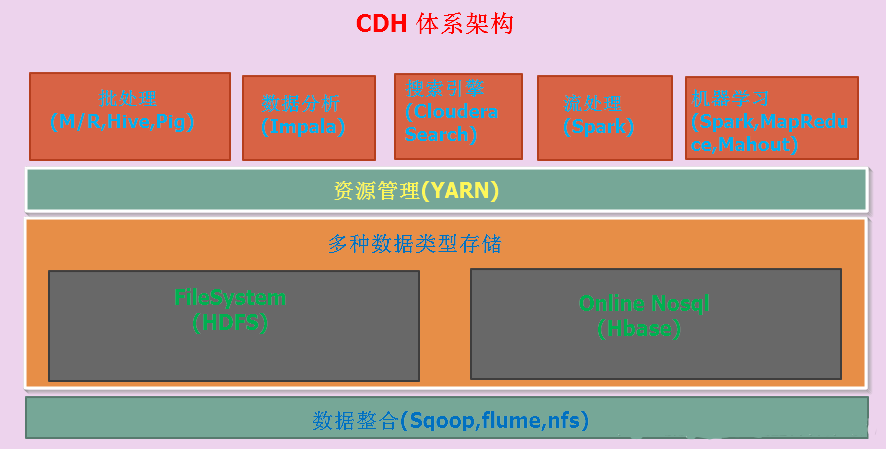 CDH 体系架构
批处理
(M/R,Hive,Pig)
数据分析
(Impala)
搜索引擎
(Cloudera
Search)
流处理
(Spark)
机器学习
(Spark,MapRedu
ce,Mahout)
资源管理(YARN)
多种数据类型存储
FileSystem
(HDFS)
Online Nosql
(Hbase)
数据整合(Sqoop,flume,nfs)